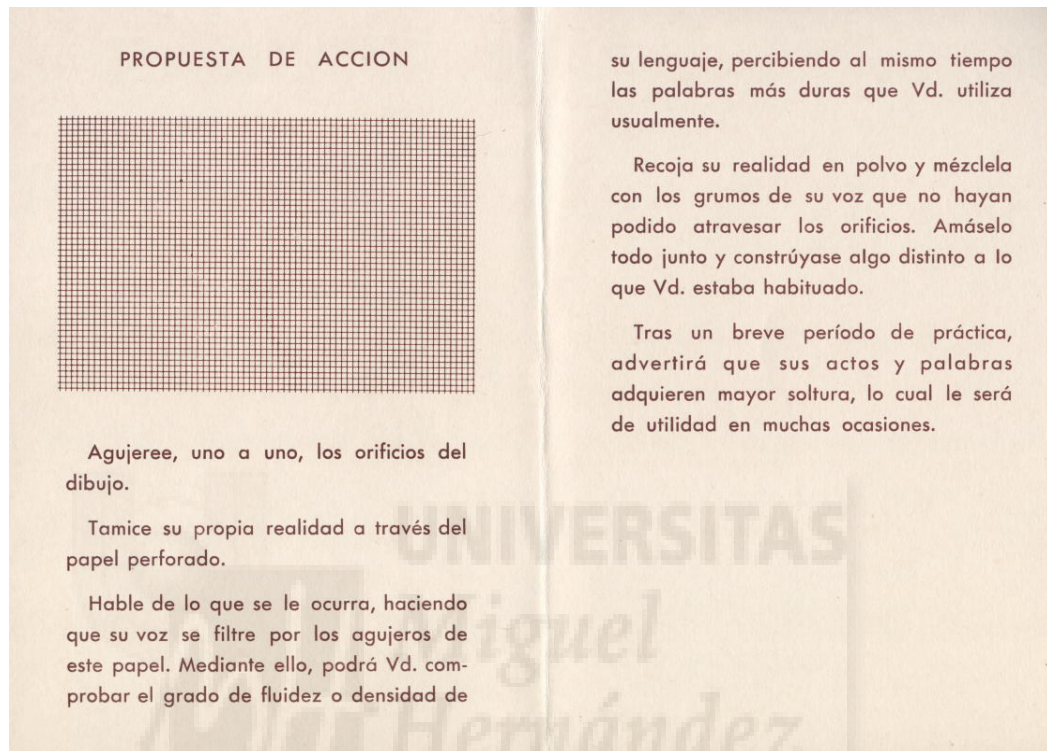 PROPUESTA DE ACCION
Agujeree, uno a uno, los orificios del
dibujo.
Tamice su propia realidad a través del
papel perforado.
Hable de lo que se le ocurra, haciendo
que su voz se filtre por los agujeros de
este papel. Mediante ello, podrá Vd. com-
probar el grado de fluidez o densidad de
su lenguaje, percibiendo al mismo tiempo
las palabras más duras que Vd. utiliza
usualmente.
Recoja su realidad en polvo y mézclela
con los grumos de su voz que no hayan
podido atravesar los orificios. Amáselo
todo junto y constrúyase algo distinto a lo
que Vd. estaba habituado.
Tras un breve período de práctica,
advertirá que sus actos y palabras
adquieren mayor soltura, lo cual le será
de utilidad en muchas ocasiones.
UNIVERSITAS
Miguel
Hernández